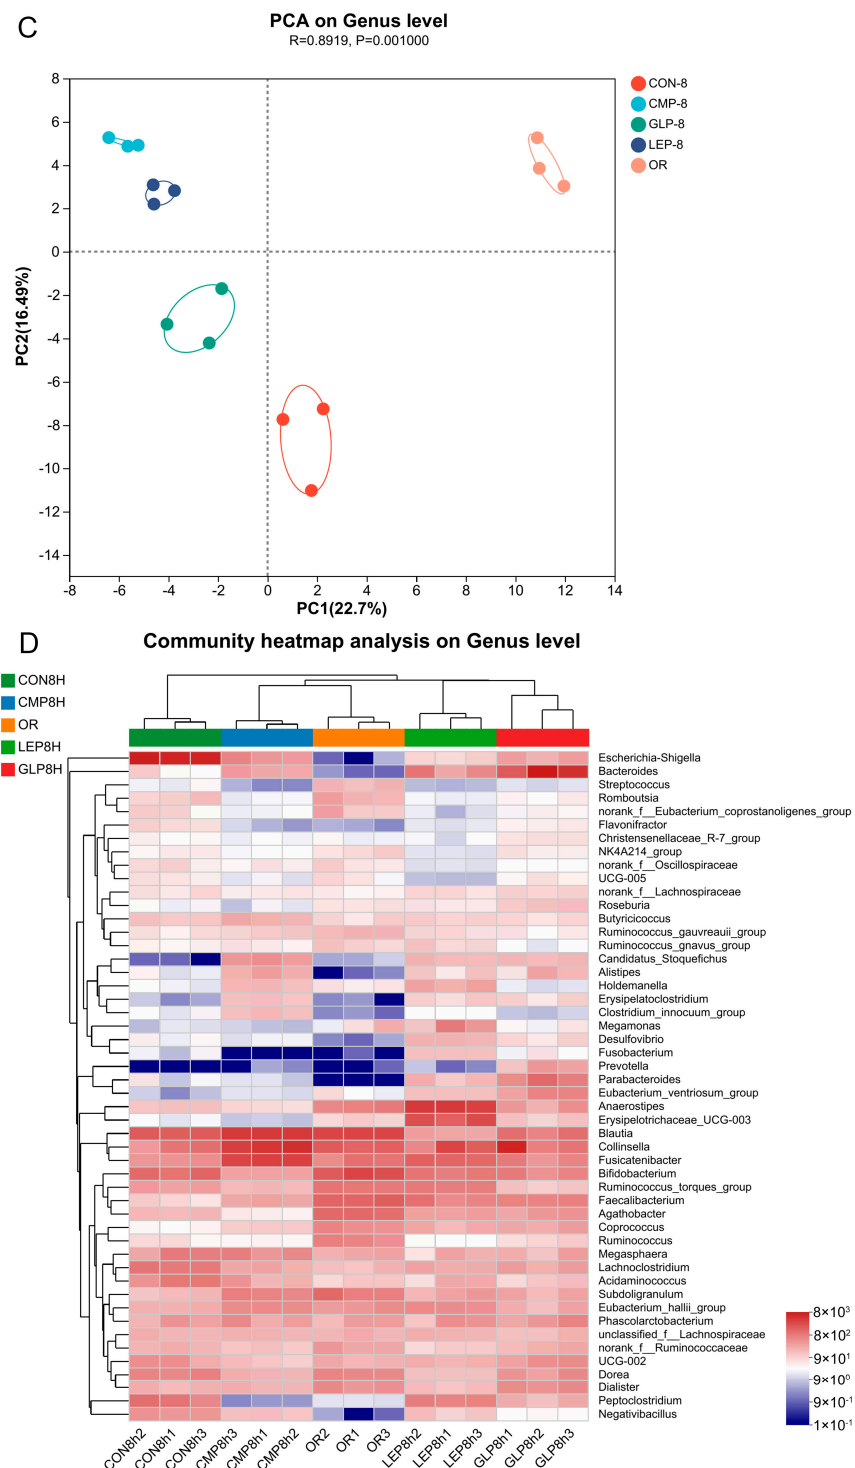 C
PCA on Genus level
R=0.8919, P=0.001000
8
6
4
2
0
-2
-4
-6
-8
-10
-12
-14
PC2(16.49%)
-8 -6 -4 -2 0 2 4 6 8 10 12 14
PC1(22.7%)
CON-8
CMP-8
GLP-8
LEP-8
OR
D
Community heatmap analysis on Genus level
CON8H
CMP8H
OR
LEP8H
GLP8H
Escherichia-Shigella
Bacteroides
Streptococcus
Romboutsia
norank_f__Eubacterium_coprostanoligenes_group
Flavonifractor
Christensenellaceae_R-7_group
NK4A214_group
norank_f__Oscillospiraceae
UCG-005
norank_f__Lachnospiraceae
Roseburia
Butyricicoccus
Ruminococcus_gauvreauii_group
Ruminococcus_gnavus_group
Candidatus_Stoquefichus
Alistipes
Holdemanella
Erysipelatoclostridium
Clostridium_innocuum_group
Megamonas
Desulfovibrio
Fusobacterium
Prevotella
Parabacteroides
Eubacterium_ventriosum_group
Anaerostipes
Erysipelotrichaceae_UCG-003
Blautia
Collinsella
Fusicatenibacter
Bifidobacterium
Ruminococcus_torques_group
Faecalibacterium
Agathobacter
Coprococcus
Ruminococcus
Megasphaera
Lachnoclostridium
Acidaminococcus
Subdoligranulum
Eubacterium_hallii_group
Phascolarctobacterium
unclassified_f__Lachnospiraceae
norank_f__Ruminococcaceae
UCG-002
Dorea
Dialister
Peptoclostridium
Negativibacillus
8×10³
8×10²
9×10¹
9×10⁰
9×10⁻¹
1×10⁻¹
CON8h2 CON8h1 CON8h3 CMP8h3 CMP8h1 CMP8h2 OR2 OR1 OR3 LEP8h2 LEP8h1 LEP8h3 GLP8h1 GLP8h2 GLP8h3